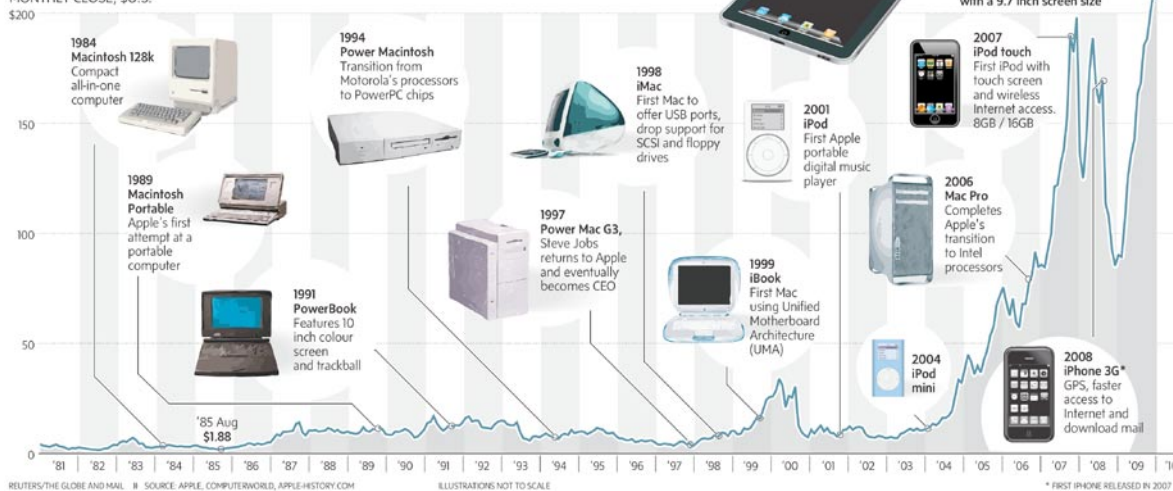 MONTHLY CLOSE, $U.S.
with a 9.7 inch screen size
$200
150
100
50
0
1984
Macintosh 128k
Compact
all-in-one
computer
1994
Power Macintosh
Transition from
Motorola's processors
to PowerPC chips
1998
iMac
First Mac to
offer USB ports,
drop support for
SCSI and floppy
drives
2001
iPod
First Apple
portable
digital music
player
2007
iPod touch
First iPod with
touch screen
and wireless
Internet access.
8GB / 16GB
1989
Macintosh
Portable
Apple's first
attempt at a
portable
computer
1991
PowerBook
Features 10
inch colour
screen
and trackball
1997
Power Mac G3,
Steve Jobs
returns to Apple
and eventually
becomes CEO
1999
iBook
First Mac
using Unified
Motherboard
Architecture
(UMA)
2006
Mac Pro
Completes
Apple's
transition
to Intel
processors
2004
iPod
mini
2008
iPhone 3G*
GPS, faster
access to
Internet and
download mail
'85 Aug
$1.88
'81 '82 '83 '84 '85 '86 '87 '88 '89 '90 '91 '92 '93 '94 '95 '96 '97 '98 '99 '00 '01 '02 '03 '04 '05 '06 '07 '08 '09 '10
REUTERS/THE GLOBE AND MAIL II SOURCE: APPLE, COMPUTERWORLD, APPLE-HISTORY.COM
ILLUSTRATIONS NOT TO SCALE
* FIRST IPHONE RELEASED IN 2007